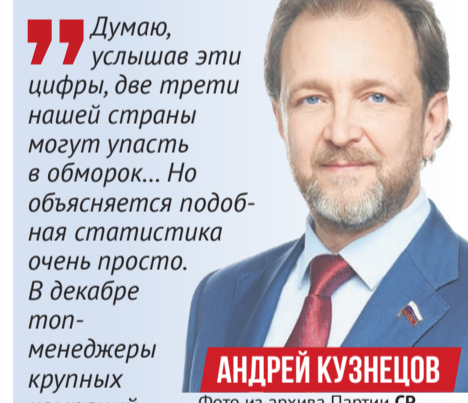 Думаю,
услышав эти
цифры, две трети
нашей страны
могут упасть
в обморок... Но
объясняется подоб-
ная статистика
очень просто.
В декабре
топ-
менеджеры
крупных
АНДРЕЙ КУЗНЕЦОВ
Фото из архива Партии СР